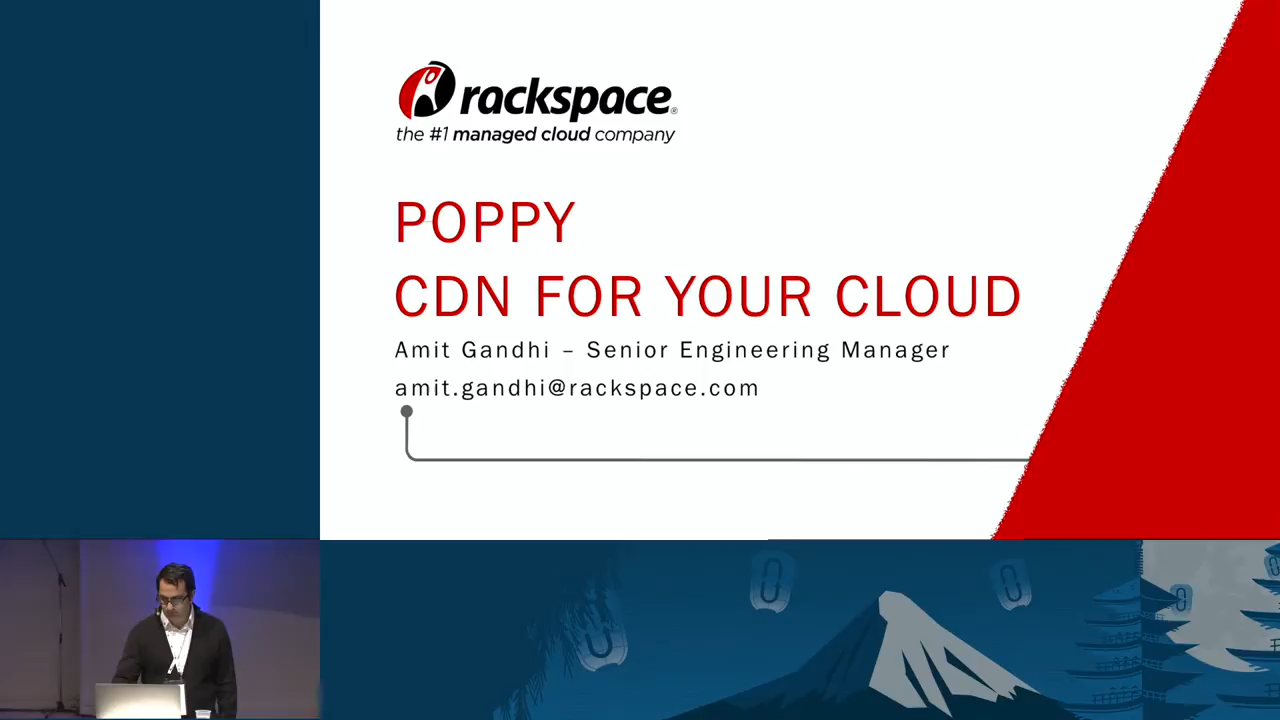 rackspace®
the #1 managed cloud company
POPPY
CDN FOR YOUR CLOUD
Amit Gandhi – Senior Engineering Manager
amit.gandhi@rackspace.com